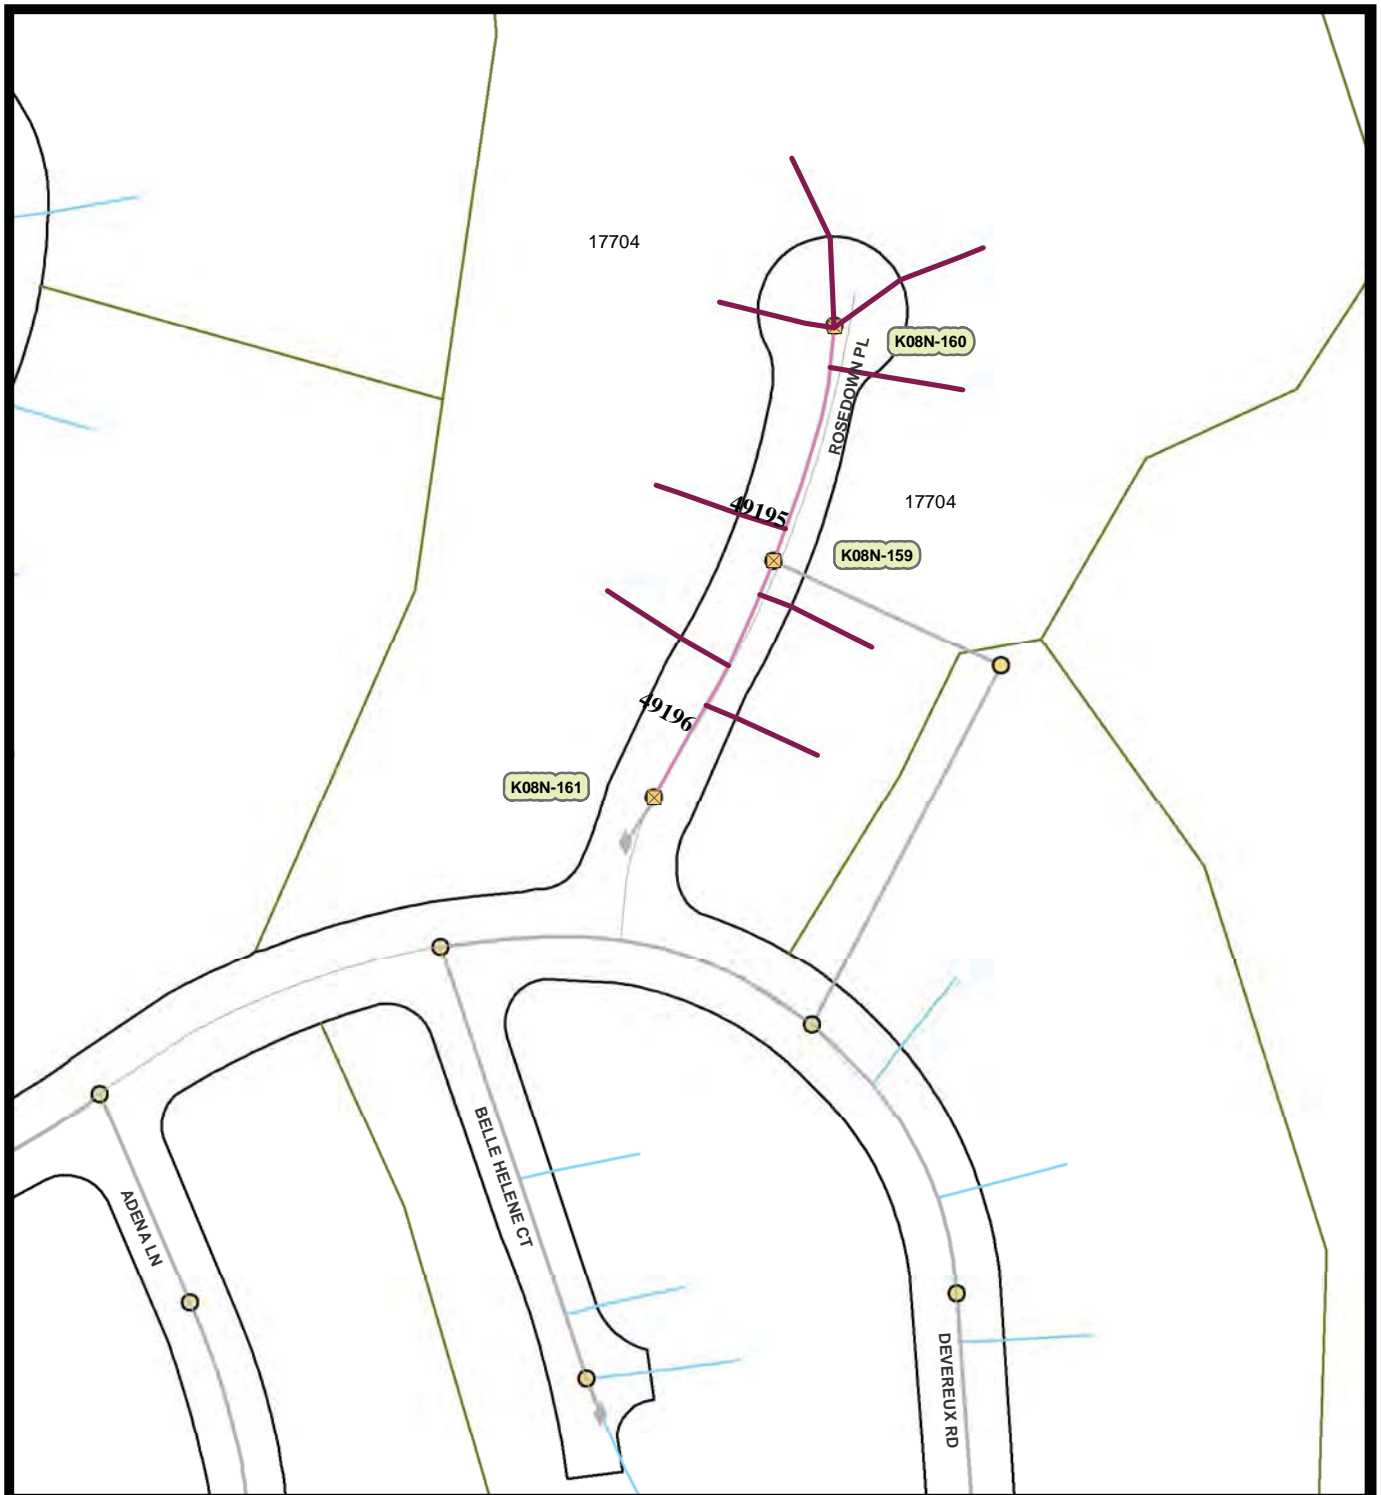 17704
K08N-160
ROSEDOWN PL
49195
17704
K08N-159
49196
K08N-161
BELLE HELENE CT
ADENA LN
DEVEREUX RD